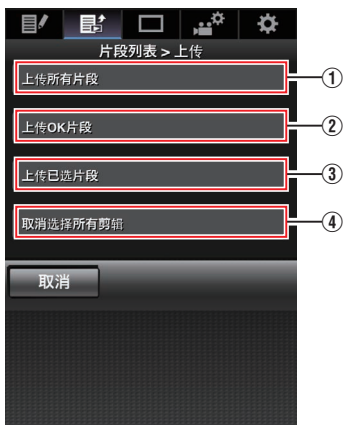 片段列表 > 上传
上传所有片段 ①
上传OK片段 ②
上传已选片段 ③
取消选择所有剪辑 ④
取消